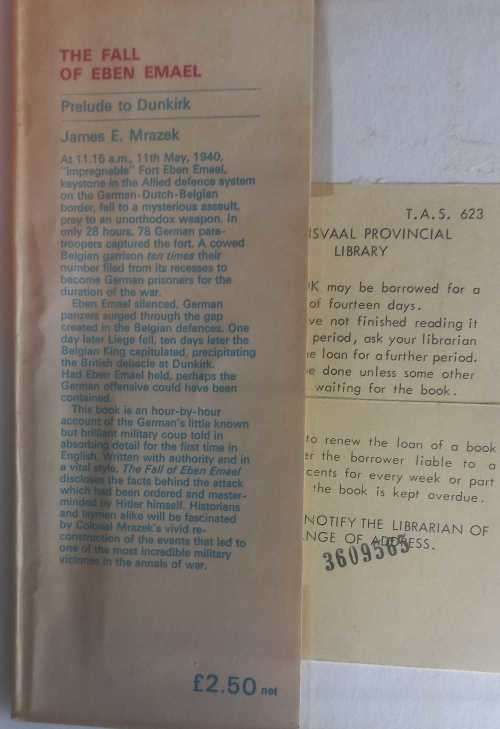 THE FALL
OF EBEN EMAEL
Prelude to Dunkirk
James E. Mrazek
At 11.16 a.m., 11th May, 1940,
"impregnable" Fort Eben Emael,
keystone in the Allied defence system
on the German-Dutch-Belgian
border, fell to a mysterious assault,
prey to an unorthodox weapon. In
only 28 hours, 78 German para-
troopers captured the fort. A cowed
Belgian garrison ten times their
number filed from its recesses to
become German prisoners for the
duration of the war.
Eben Emael silenced, German
panzers surged through the gap
created in the Belgian defences. One
day later Liege fell, ten days later the
Belgian King capitulated, precipitating
the British debacle at Dunkirk.
Had Eben Emael held, perhaps the
German offensive could have been
contained.
This book is an hour-by-hour
account of the German's little known
but brilliant military coup told in
absorbing detail for the first time in
English. Written with authority and in
a vital style, The Fall of Eben Emael
discloses the facts behind the attack
which had been ordered and master-
minded by Hitler himself. Historians
and laymen alike will be fascinated
by Colonel Mrazek's vivid re-
construction of the events that led to
one of the most incredible military
victories in the annals of war.
£2.50 net
T.A.S. 623
SVAAL PROVINCIAL
LIBRARY
K may be borrowed for a
of fourteen days.
ve not finished reading it
period, ask your librarian
e loan for a further period.
e done unless some other
waiting for the book.
to renew the loan of a book
er the borrower liable to a
cents for every week or part
the book is kept overdue.
NOTIFY THE LIBRARIAN OF
NGE OF ADDRESS.
3609565